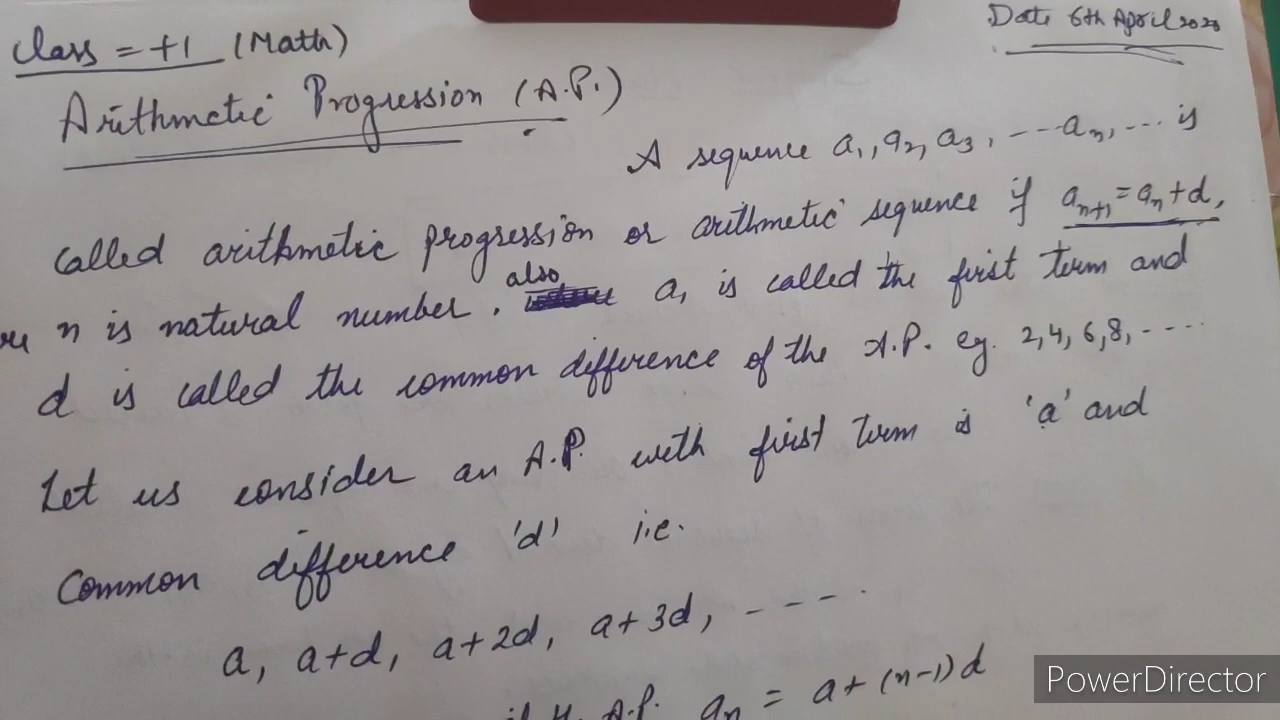 Class = +1 (Math)
Date 6th April 2020
Arithmetic Progression (A.P.)
A sequence a₁, a₂, a₃, ---aₙ, --- is
called arithmetic progression or arithmetic sequence if aₙ₊₁ = aₙ + d,
n is natural number. also a₁ is called the first term and
d is called the common difference of the A.P. eg. 2, 4, 6, 8, ----
Let us consider an A.P. with first term is 'a' and
Common difference 'd' i.e.
a, a+d, a+2d, a+3d, ----
A.P. aₙ = a + (n-1)d
PowerDirector